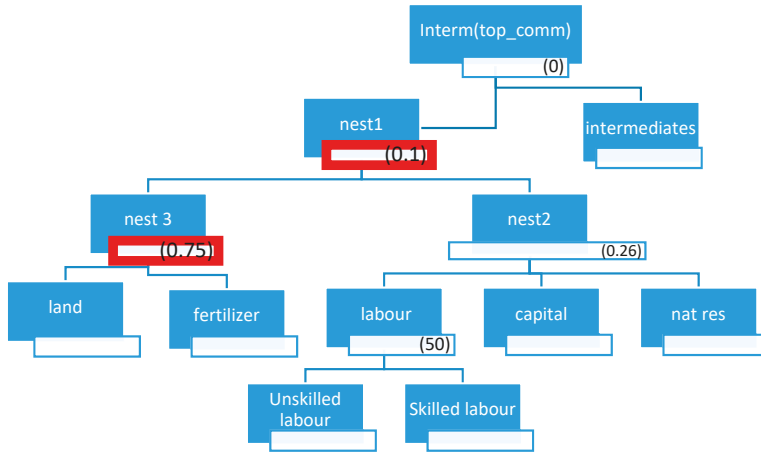 Interm(top_comm)
(0)
nest1
(0.1)
intermediates
nest 3
(0.75)
nest2
(0.26)
land
fertilizer
labour
(50)
capital
nat res
Unskilled
labour
Skilled labour